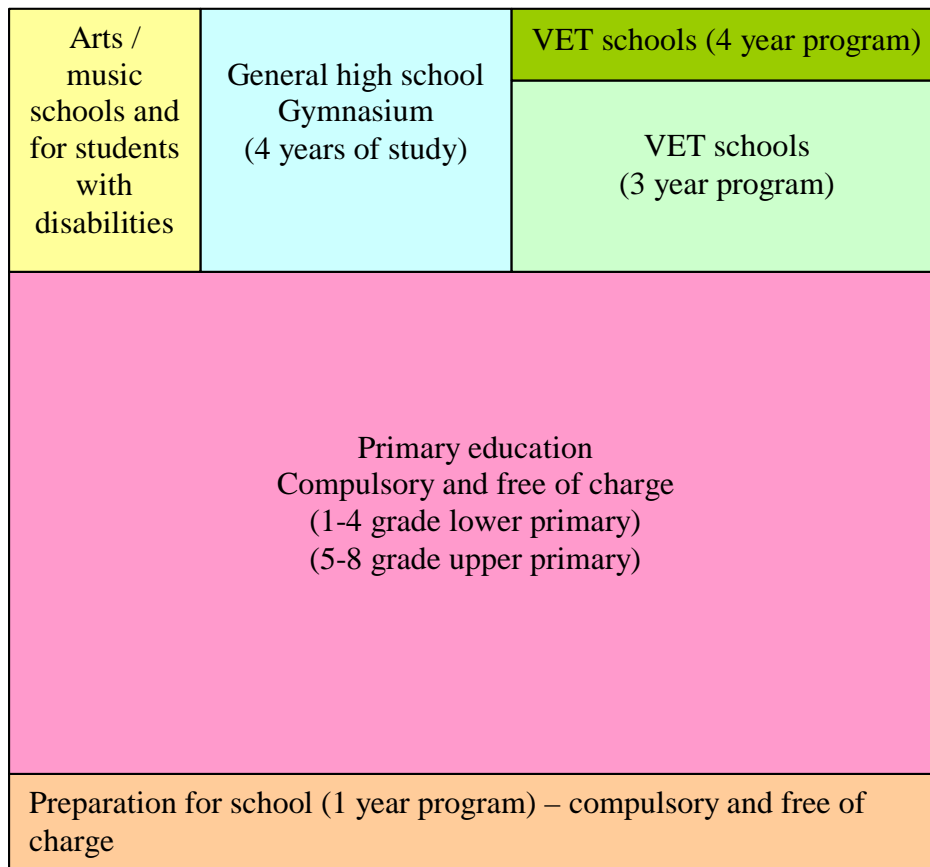 Arts /
music
schools and
for students
with
disabilities
General high school
Gymnasium
(4 years of study)
VET schools (4 year program)
VET schools
(3 year program)
Primary education
Compulsory and free of charge
(1-4 grade lower primary)
(5-8 grade upper primary)
Preparation for school (1 year program) – compulsory and free of
charge